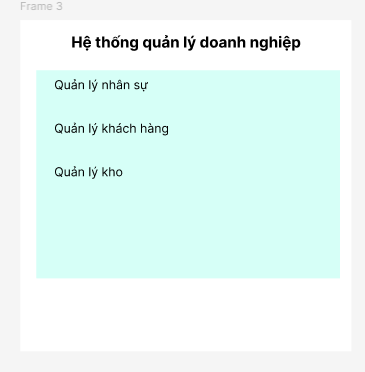 Frame 3
Hệ thống quản lý doanh nghiệp
Quản lý nhân sự
Quản lý khách hàng
Quản lý kho